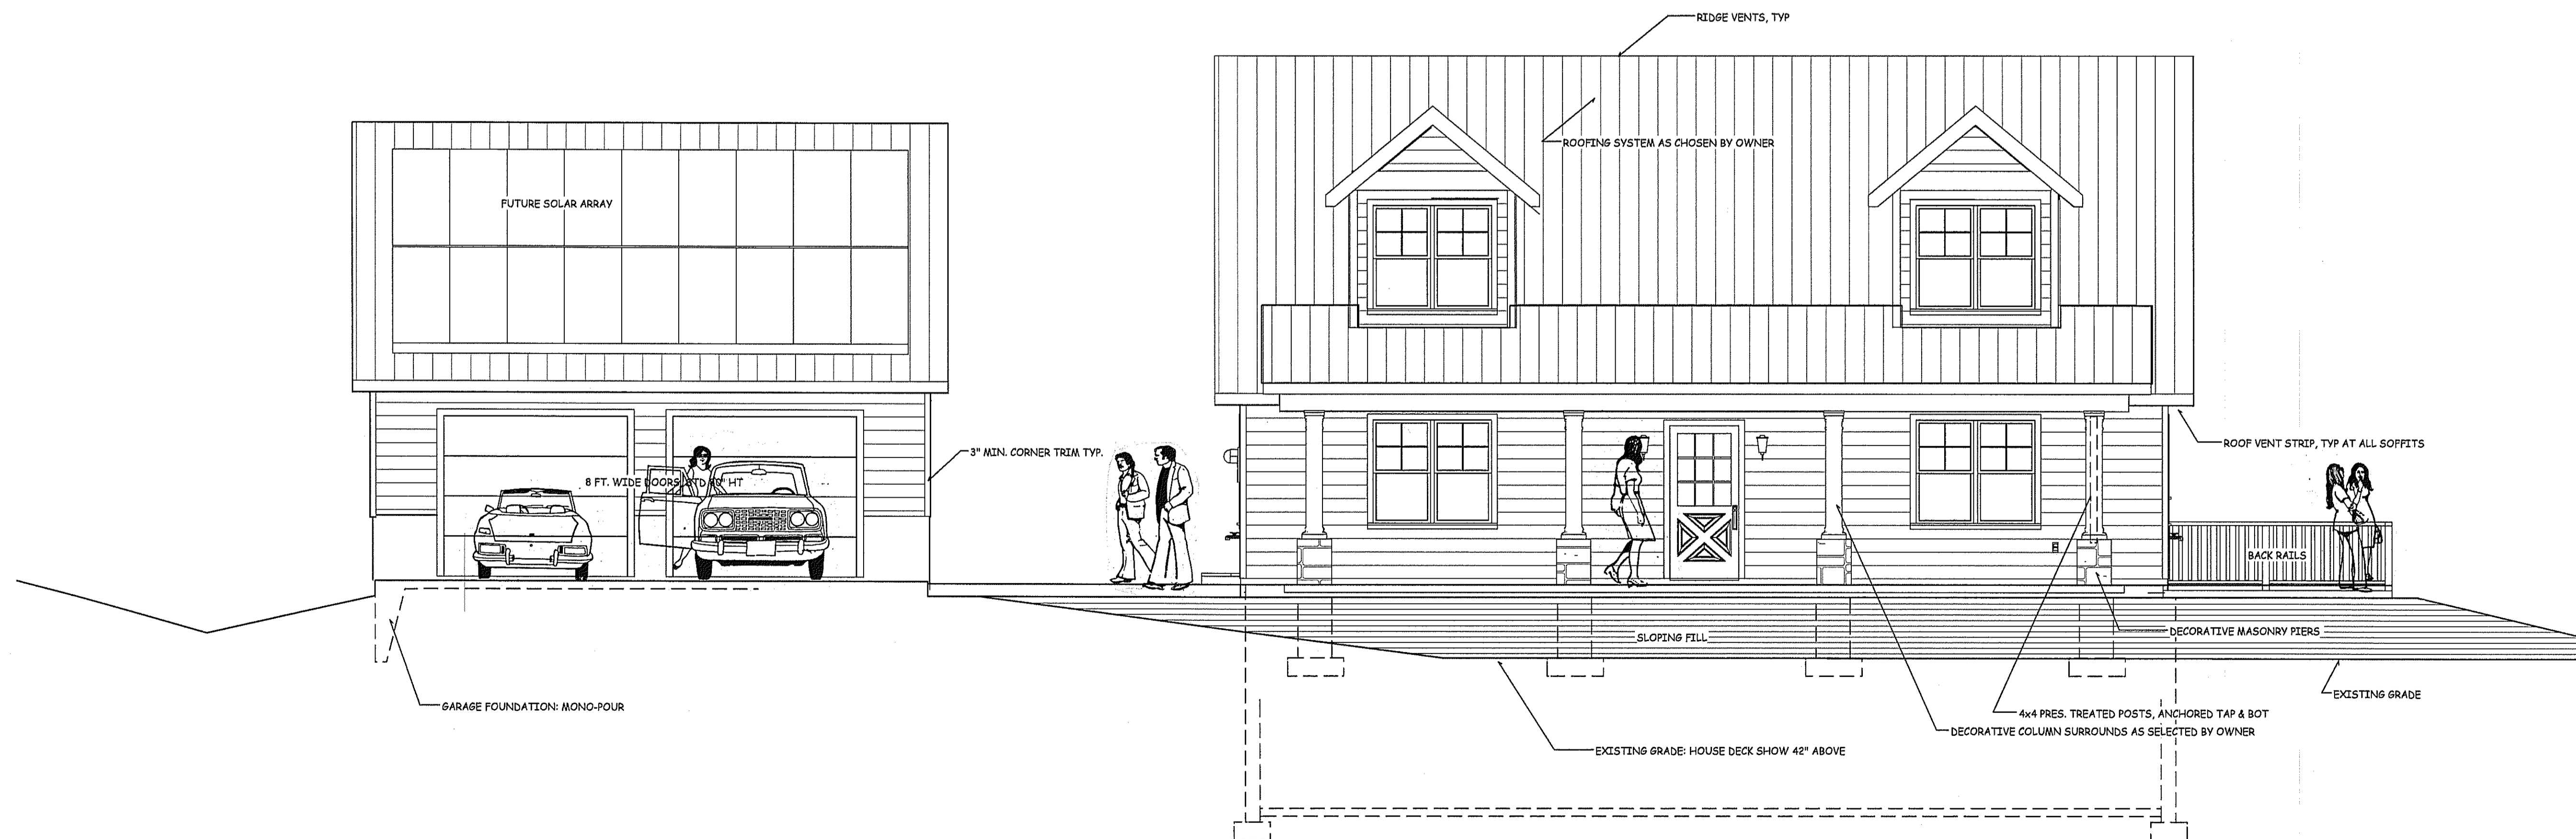 RIDGE VENTS, TYP
ROOFING SYSTEM AS CHOSEN BY OWNER
FUTURE SOLAR ARRAY
ROOF VENT STRIP, TYP AT ALL SOFFITS
3" MIN. CORNER TRIM TYP.
8 FT. WIDE DOORS, STD HT
BACK RAILS
SLOPING FILL
DECORATIVE MASONRY PIERS
EXISTING GRADE
GARAGE FOUNDATION: MONO-POUR
4x4 PRES. TREATED POSTS, ANCHORED TAP & BOT
DECORATIVE COLUMN SURROUNDS AS SELECTED BY OWNER
EXISTING GRADE: HOUSE DECK SHOW 42" ABOVE